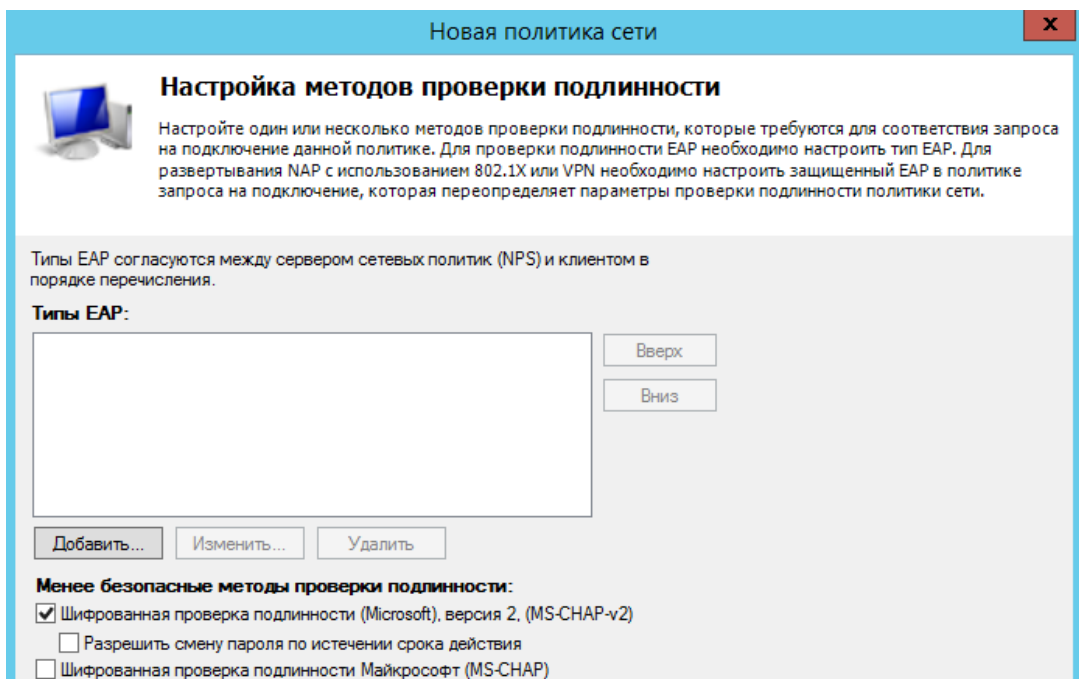 Новая политика сети
x
Настройка методов проверки подлинности
Настройте один или несколько методов проверки подлинности, которые требуются для соответствия запроса
на подключение данной политике. Для проверки подлинности EAP необходимо настроить тип EAP. Для
развертывания NAP с использованием 802.1X или VPN необходимо настроить защищенный EAP в политике
запроса на подключение, которая переопределяет параметры проверки подлинности политики сети.
Типы EAP согласуются между сервером сетевых политик (NPS) и клиентом в
порядке перечисления.
Типы EAP:
Вверх
Вниз
Добавить... Изменить... Удалить
Менее безопасные методы проверки подлинности:
Шифрованная проверка подлинности (Microsoft), версия 2, (MS-CHAP-v2)
Разрешить смену пароля по истечении срока действия
Шифрованная проверка подлинности Майкрософт (MS-CHAP)